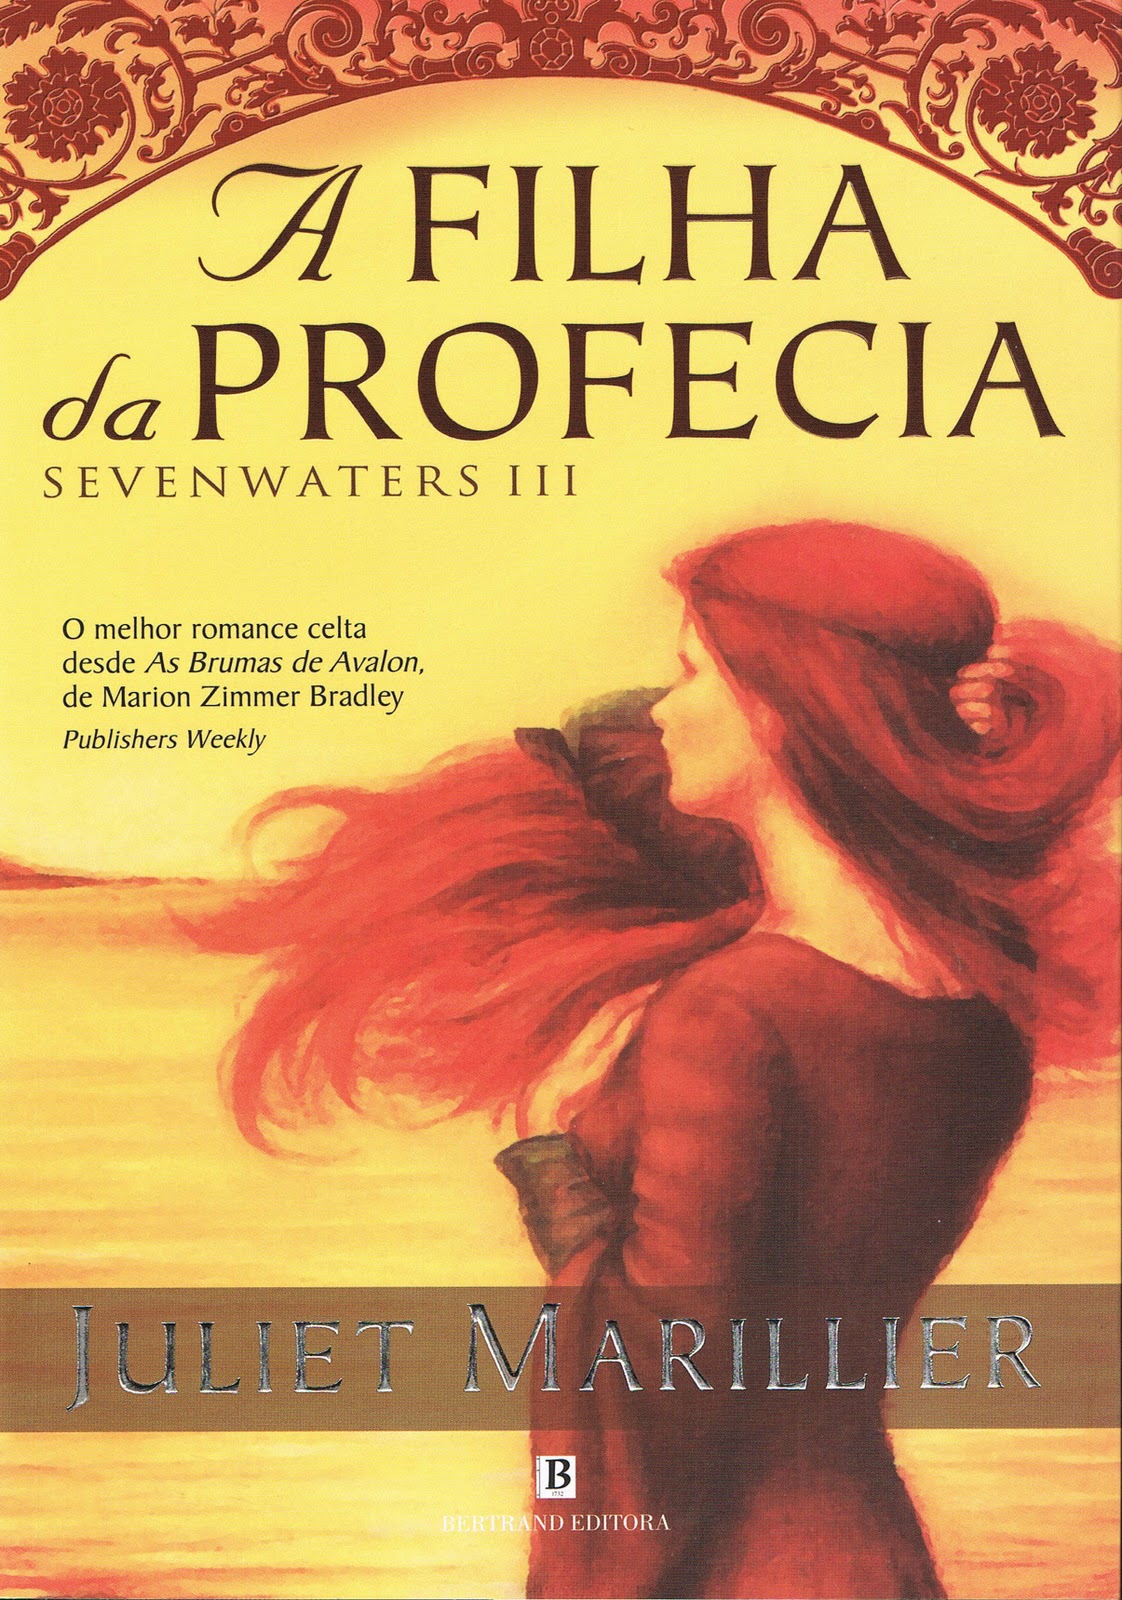 A FILHA
da PROFECIA
SEVENWATERS III
O melhor romance celta
desde As Brumas de Avalon,
de Marion Zimmer Bradley
Publishers Weekly
JULIET MARILLIER
B
1732
BERTRAND EDITORA